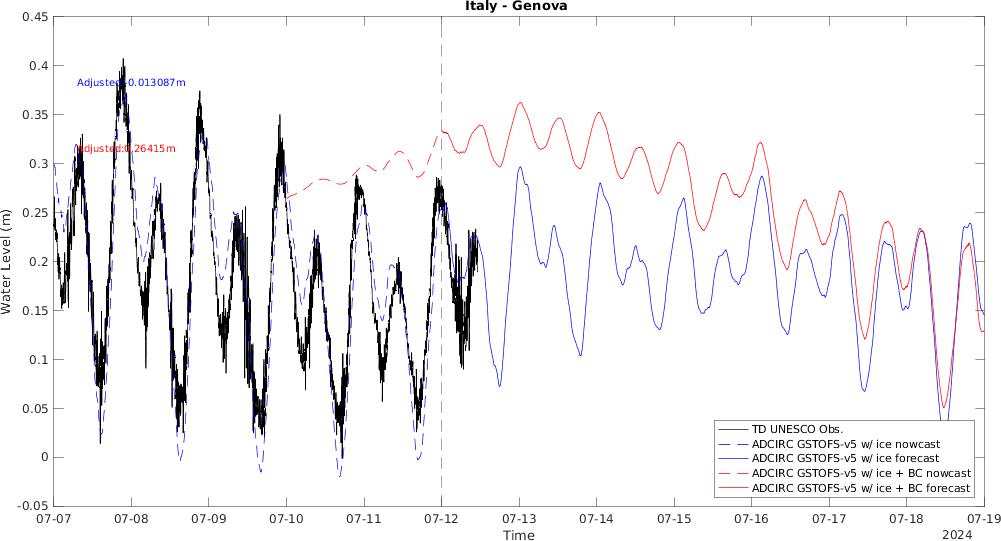 Italy - Genova
0.45
0.4
0.35
0.3
0.25
0.2
0.15
0.1
0.05
0
-0.05
Water Level (m)
Adjusted:-0.013087m
Adjusted:0.26415m
TD UNESCO Obs.
ADCIRC GSTOFS-v5 w/ ice nowcast
ADCIRC GSTOFS-v5 w/ ice forecast
ADCIRC GSTOFS-v5 w/ ice + BC nowcast
ADCIRC GSTOFS-v5 w/ ice + BC forecast
07-07 07-08 07-09 07-10 07-11 07-12 07-13 07-14 07-15 07-16 07-17 07-18 07-19
Time
2024